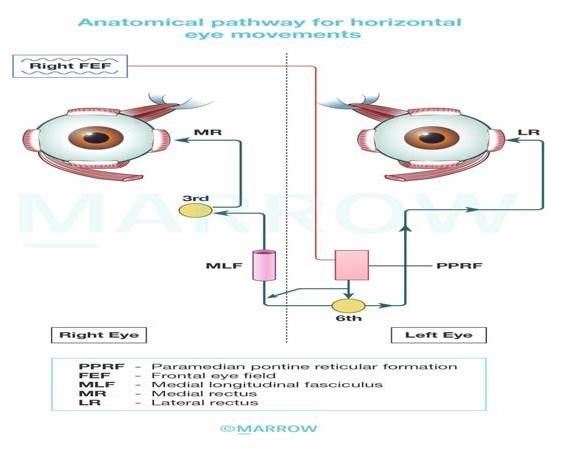 Anatomical pathway for horizontal
eye movements
Right FEF
MR
LR
3rd
MARROW
MLF
PPRF
6th
Right Eye
Left Eye
PPRF - Paramedian pontine reticular formation
FEF - Frontal eye field
MLF - Medial longitudinal fasciculus
MR - Medial rectus
LR - Lateral rectus
©MARROW